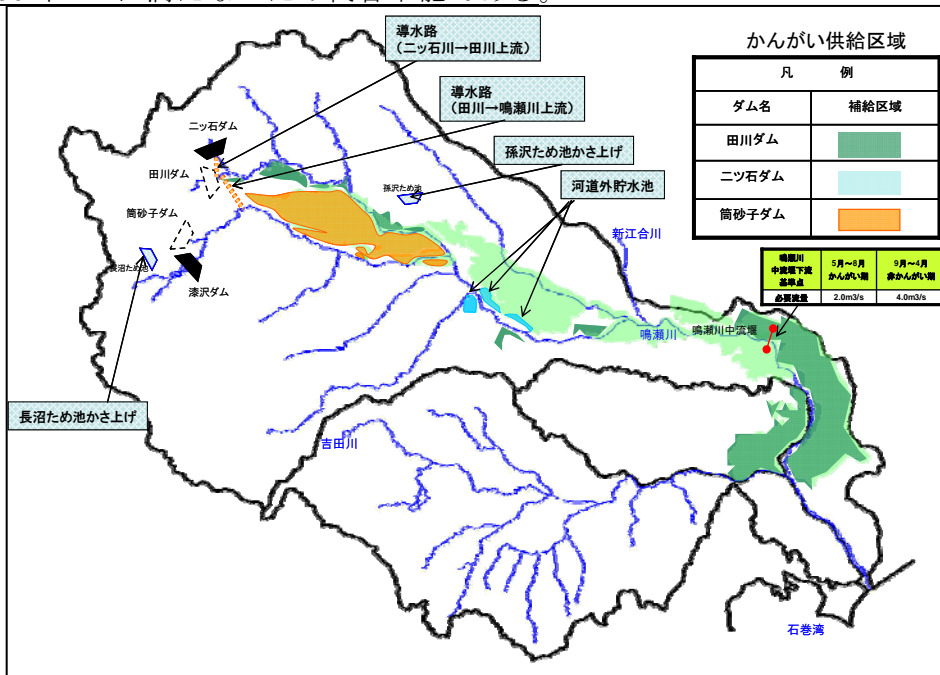 導水路
(二ッ石川→田川上流)
導水路
(田川→鳴瀬川上流)
孫沢ため池かさ上げ
河道外貯水池
かんがい供給区域
凡 例
ダム名 補給区域
田川ダム
二ツ石ダム
筒砂子ダム
鳴瀬川
中流堰下流
基準点
5月～8月
かんがい期
9月～4月
非かんがい期
必要流量 2.0m3/s 4.0m3/s
二ッ石ダム
田川ダム
孫沢ため池
筒砂子ダム
新江合川
長沼ため池
漆沢ダム
鳴瀬川
鳴瀬川中流堰
長沼ため池かさ上げ
吉田川
石巻湾